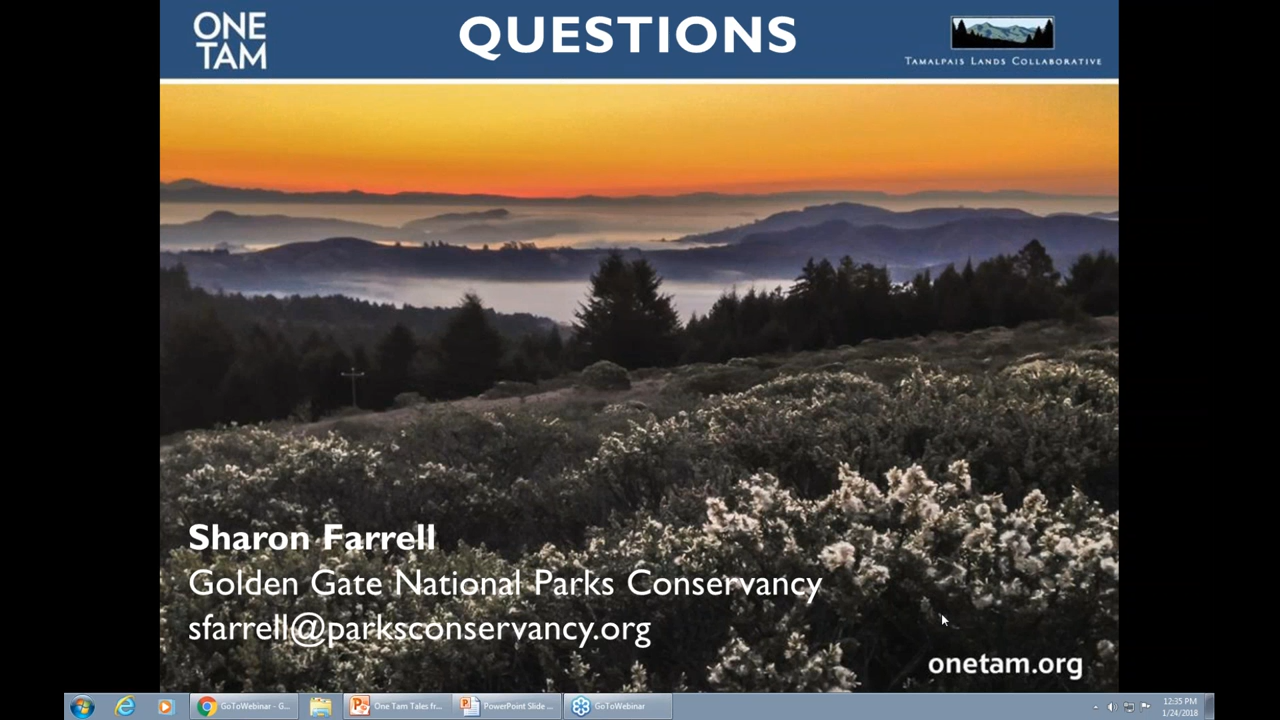 ONE
TAM
QUESTIONS
TAMALPAIS LANDS COLLABORATIVE
Sharon Farrell
Golden Gate National Parks Conservancy
sfarrell@parksconservancy.org
onetam.org
GoToWebinar - G...
One Tam Tales fr...
PowerPoint Slide ...
GoToWebinar
12:35 PM
1/24/2018